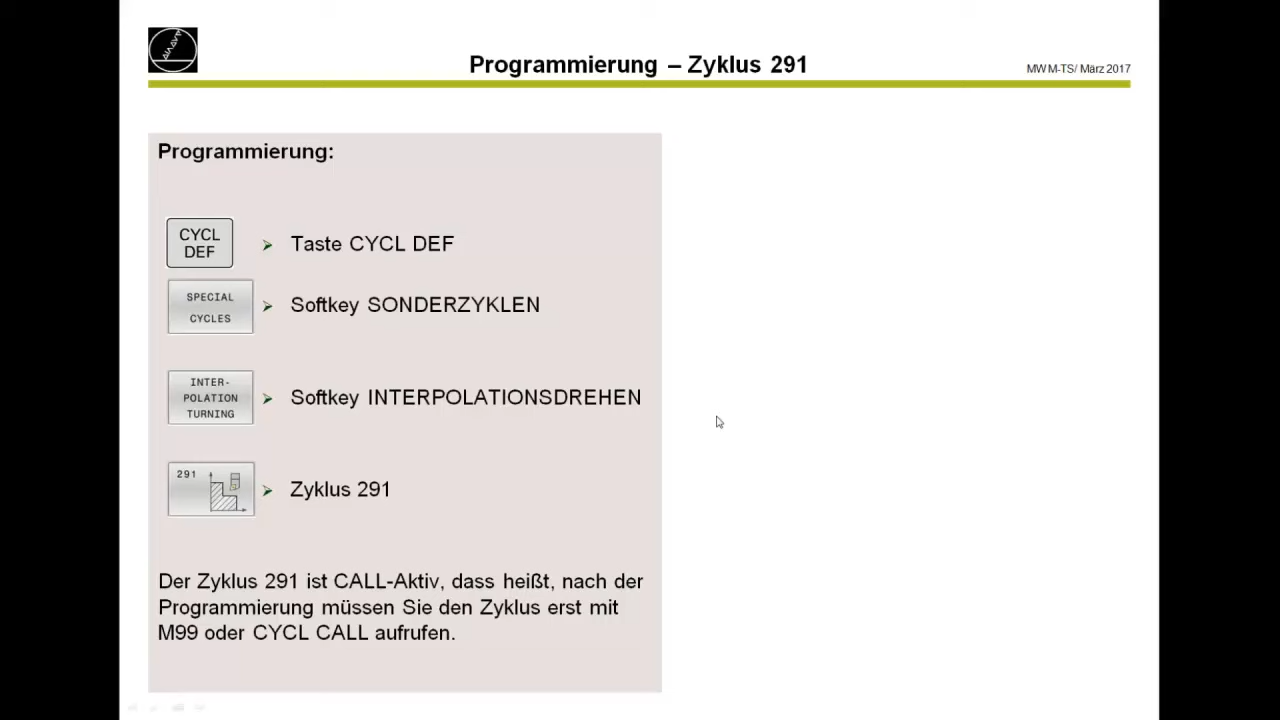 Programmierung – Zyklus 291
MW M-TS/ März 2017
Programmierung:
CYCL
DEF
Taste CYCL DEF
SPECIAL
CYCLES
Softkey SONDERZYKLEN
INTER-
POLATION
TURNING
Softkey INTERPOLATIONSDREHEN
291
Zyklus 291
Der Zyklus 291 ist CALL-Aktiv, dass heißt, nach der
Programmierung müssen Sie den Zyklus erst mit
M99 oder CYCL CALL aufrufen.